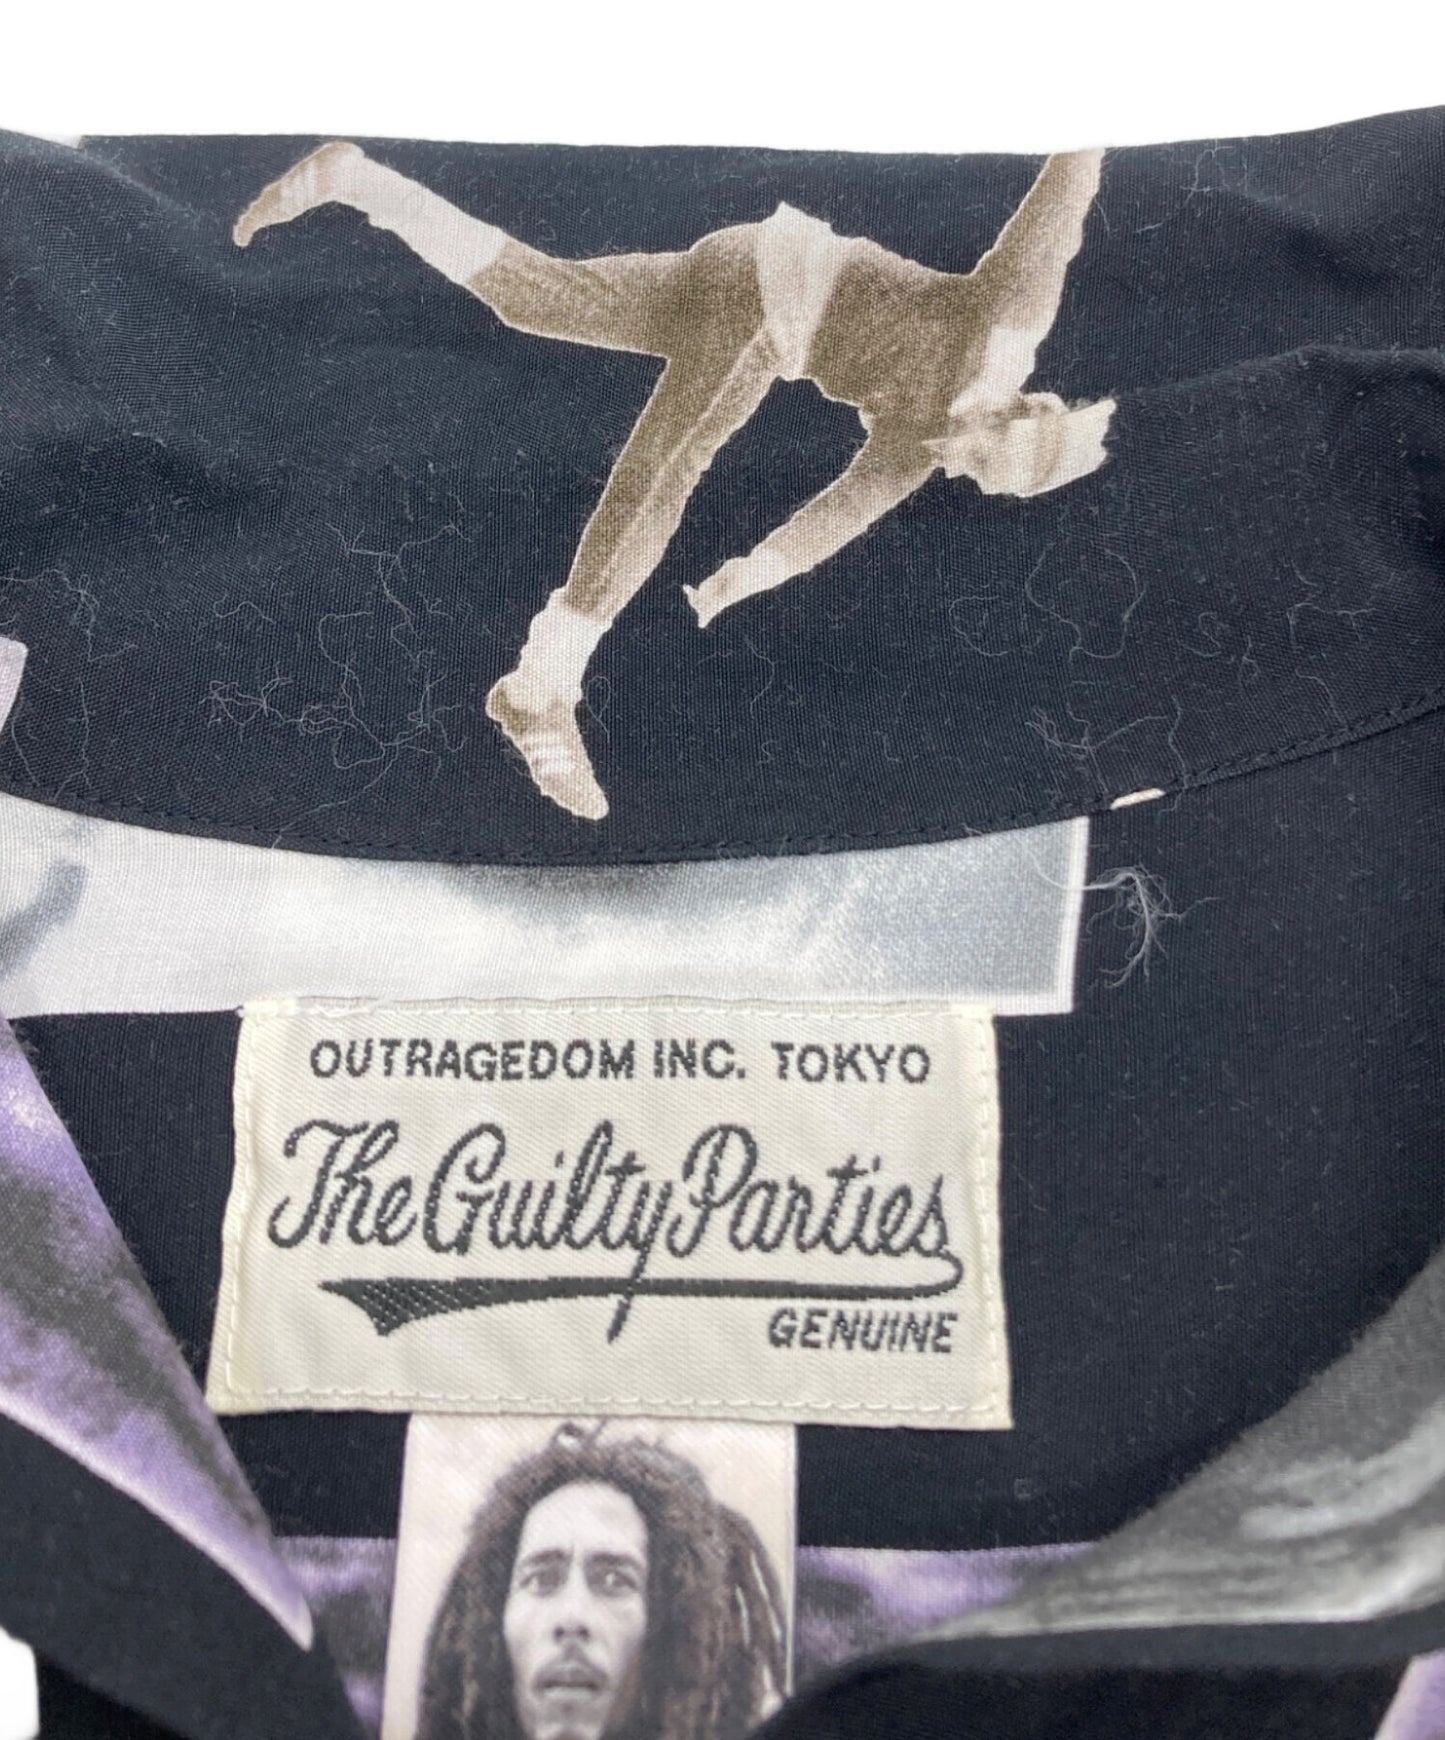 OUTRAGEDOM INC. TOKYO
The Guilty Parties
GENUINE